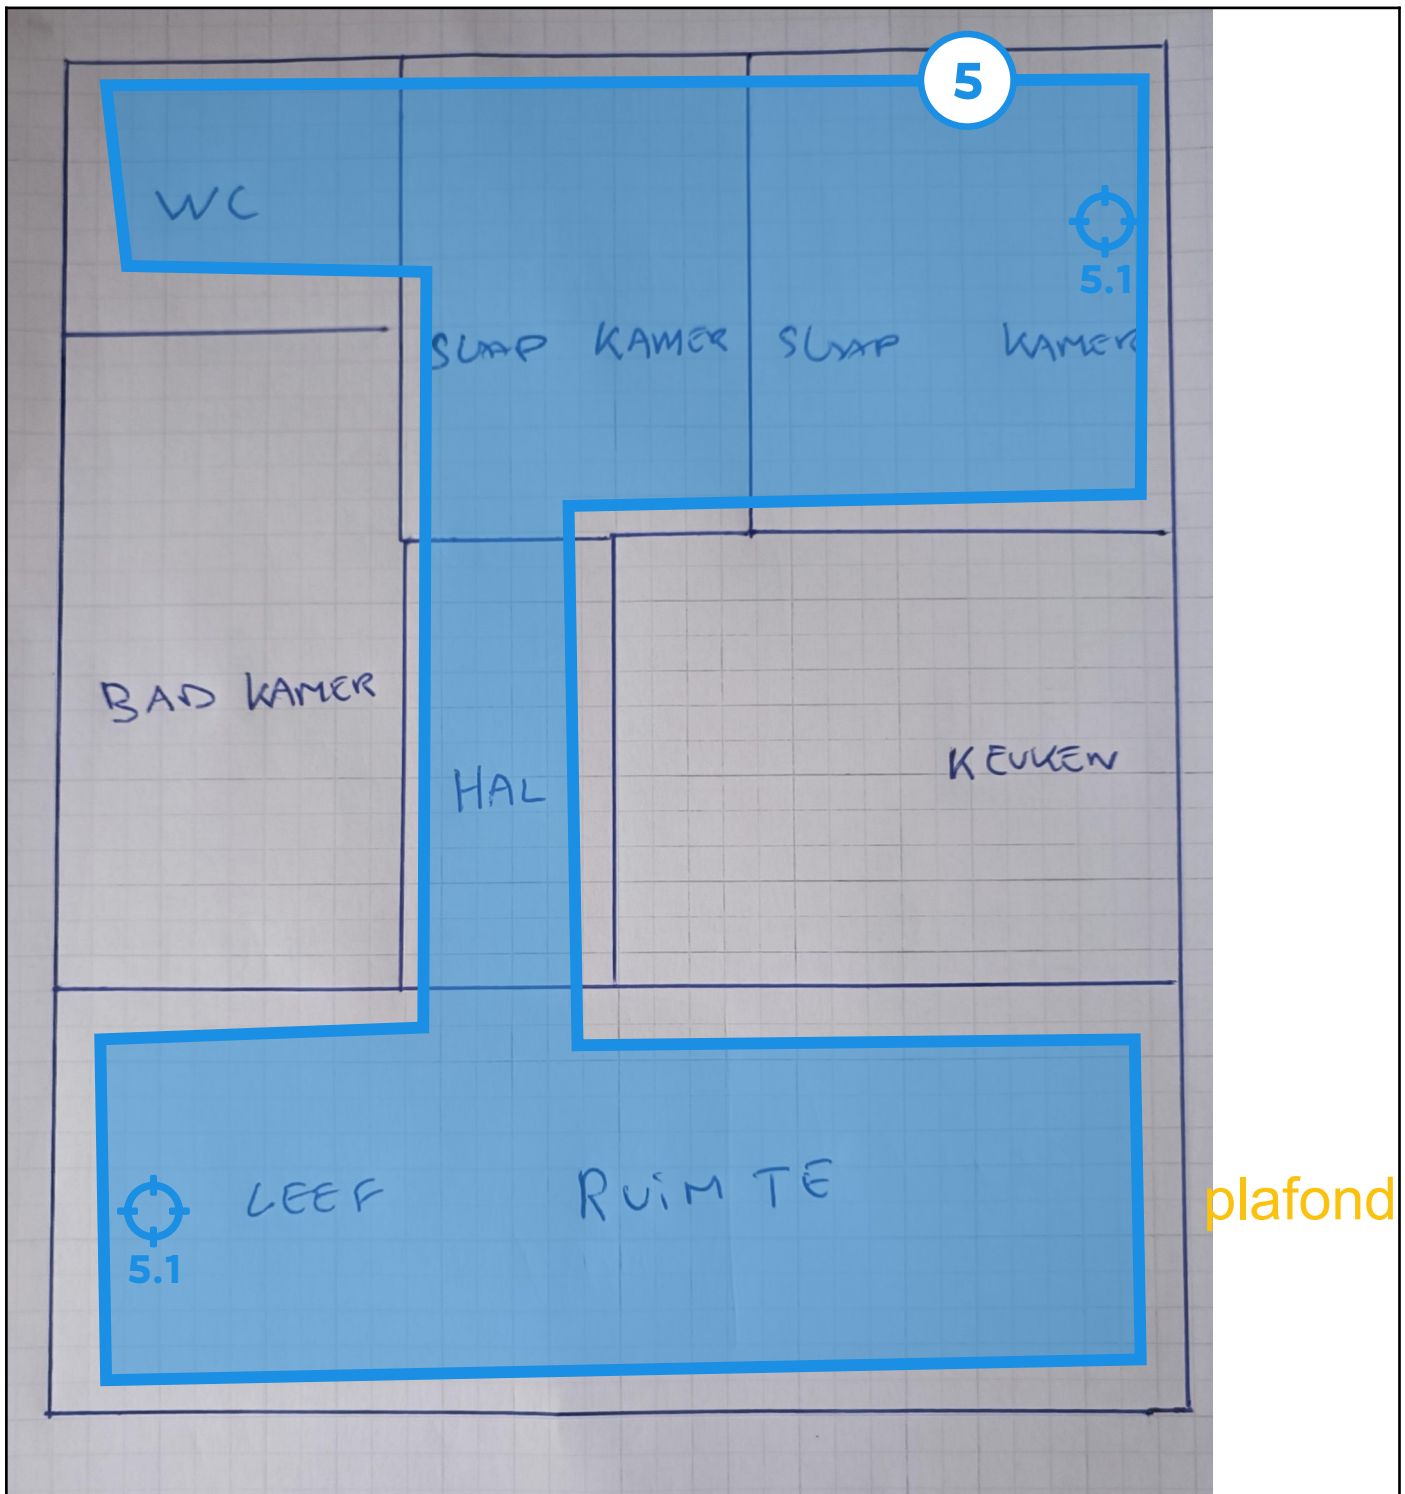 5
WC
5.1
SLAAP KAMER
SLAAP KAMER
BAD KAMER
KEUKEN
HAL
LEEF RUIMTE
plafond
5.1